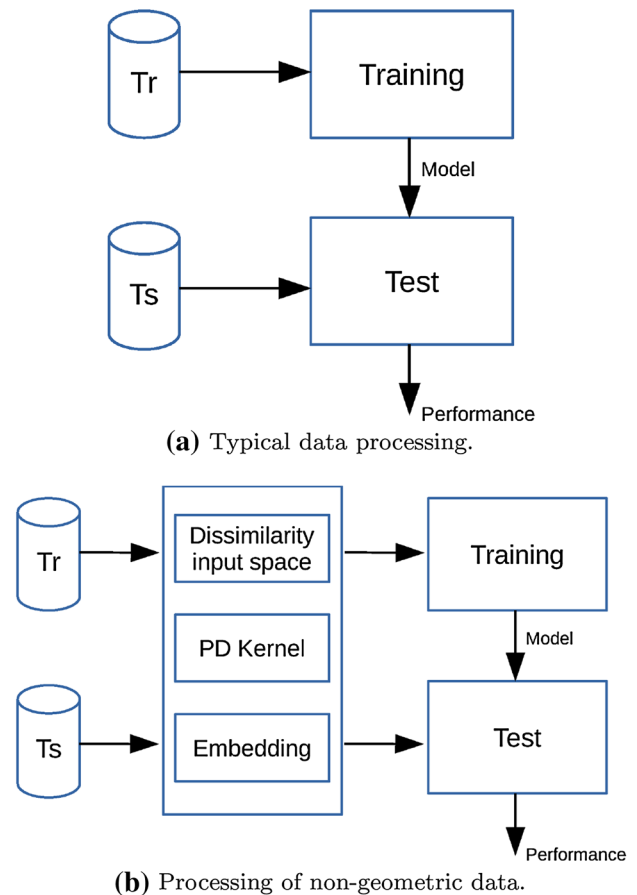 Tr
Training
Model
Ts
Test
Performance
(a) Typical data processing.
Tr
Dissimilarity
input space
Training
PD Kernel
Model
Ts
Embedding
Test
Performance
(b) Processing of non-geometric data.